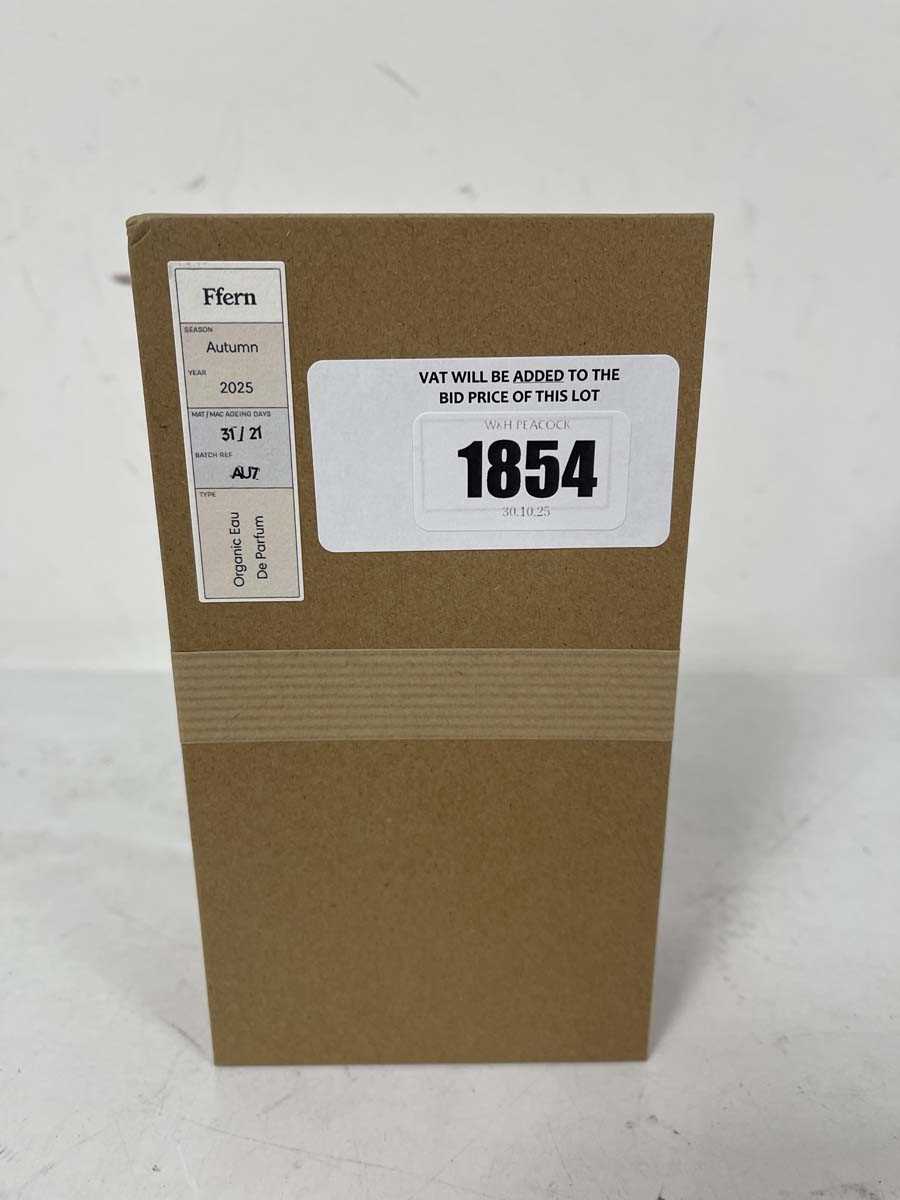 Ffern
SEASON
Autumn
YEAR
2025
MAT/MAC AGEING DAYS
31/21
BATCH REF
AU7
TYPE
Organic Eau
De Parfum
VAT WILL BE ADDED TO THE
BID PRICE OF THIS LOT
W&H PEACOCK
1854
30.10.25